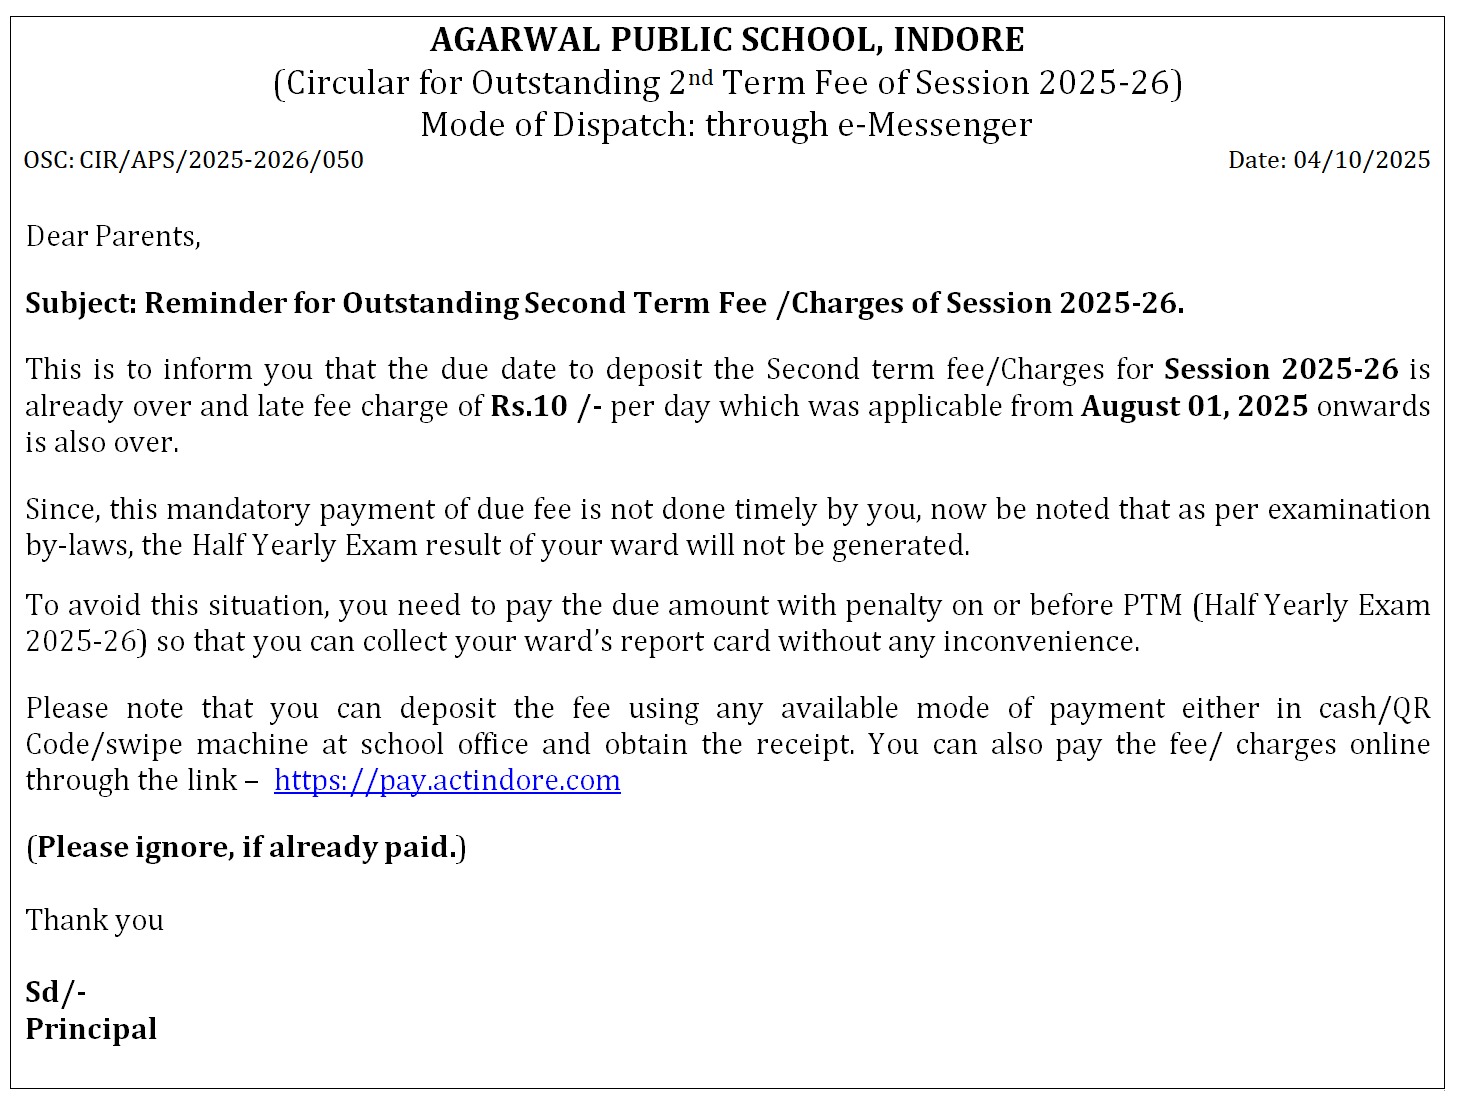 AGARWAL PUBLIC SCHOOL, INDORE
(Circular for Outstanding 2nd Term Fee of Session 2025-26)
Mode of Dispatch: through e-Messenger
OSC: CIR/APS/2025-2026/050 Date: 04/10/2025
Dear Parents,
Subject: Reminder for Outstanding Second Term Fee /Charges of Session 2025-26.
This is to inform you that the due date to deposit the Second term fee/Charges for Session 2025-26 is
already over and late fee charge of Rs.10 /- per day which was applicable from August 01, 2025 onwards
is also over.
Since, this mandatory payment of due fee is not done timely by you, now be noted that as per examination
by-laws, the Half Yearly Exam result of your ward will not be generated.
To avoid this situation, you need to pay the due amount with penalty on or before PTM (Half Yearly Exam
2025-26) so that you can collect your ward’s report card without any inconvenience.
Please note that you can deposit the fee using any available mode of payment either in cash/QR
Code/swipe machine at school office and obtain the receipt. You can also pay the fee/ charges online
through the link – https://pay.actindore.com
(Please ignore, if already paid.)
Thank you
Sd/-
Principal